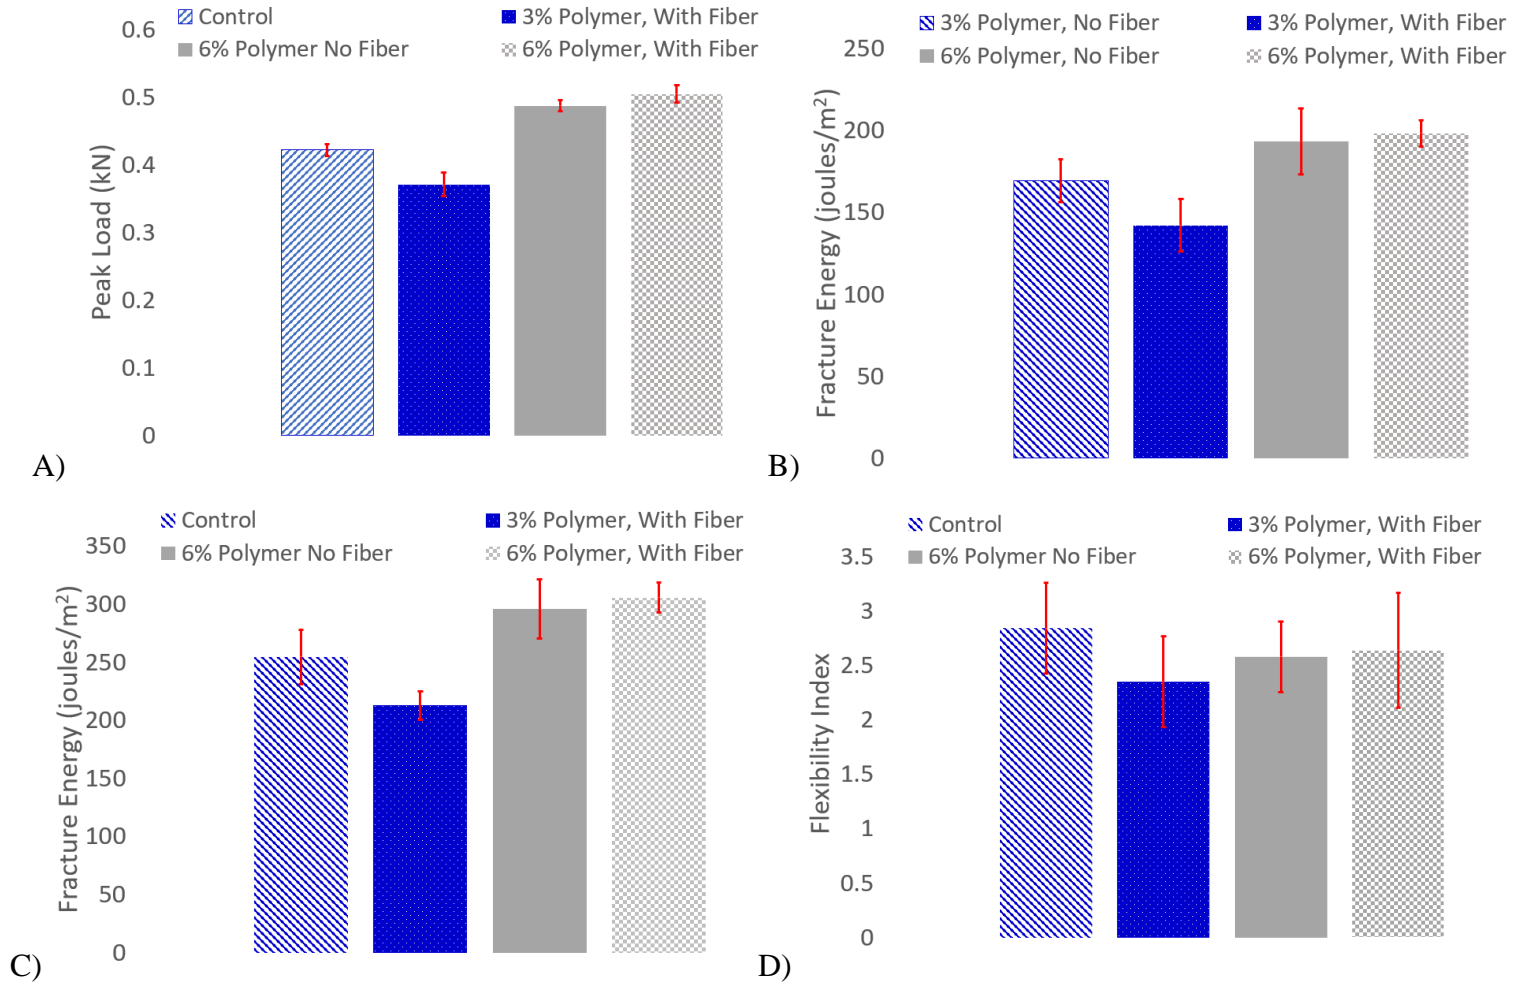 Control
3% Polymer, With Fiber
6% Polymer No Fiber
6% Polymer, With Fiber
0.6
0.5
0.4
0.3
0.2
0.1
0
Peak Load (kN)
A)
3% Polymer, No Fiber
3% Polymer, With Fiber
6% Polymer, No Fiber
6% Polymer, With Fiber
250
200
150
100
50
0
Fracture Energy (joules/m²)
B)
Control
3% Polymer, With Fiber
6% Polymer No Fiber
6% Polymer, With Fiber
350
300
250
200
150
100
50
0
Fracture Energy (joules/m²)
C)
Control
3% Polymer, With Fiber
6% Polymer No Fiber
6% Polymer, With Fiber
3.5
3
2.5
2
1.5
1
0.5
0
Flexibility Index
D)